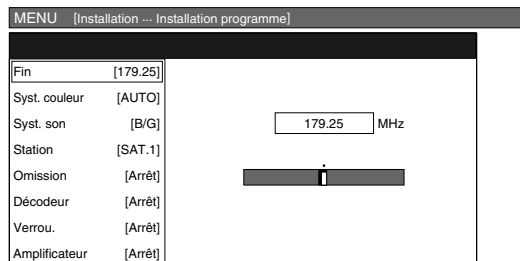 MENU [Installation ··· Installation programme]
Fin [179.25]
Syst. couleur [AUTO]
Syst. son [B/G]
179.25 MHz
Station [SAT.1]
Omission [Arrêt]
Décodeur [Arrêt]
Verrou. [Arrêt]
Amplificateur [Arrêt]